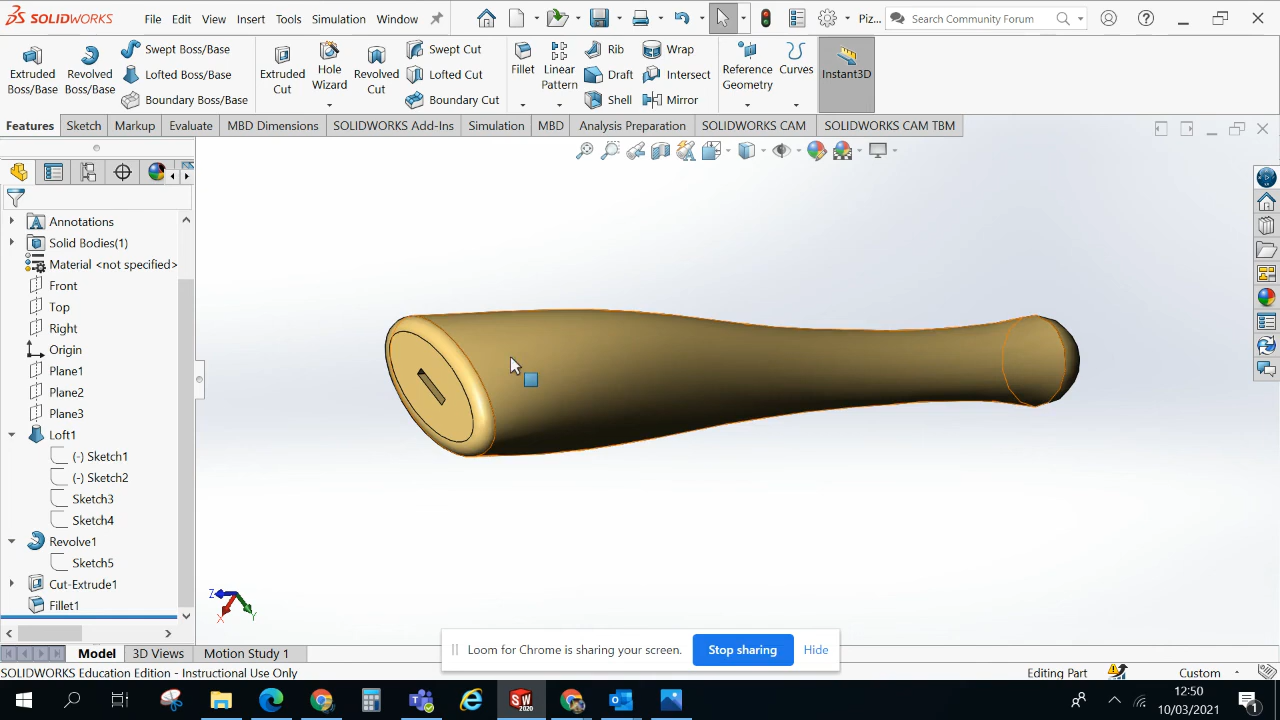 SOLIDWORKS File Edit View Insert Tools Simulation Window Piz... Search Community Forum
Extruded Boss/Base
Revolved Boss/Base
Swept Boss/Base
Lofted Boss/Base
Boundary Boss/Base
Extruded Cut
Hole Wizard
Revolved Cut
Swept Cut
Lofted Cut
Boundary Cut
Fillet
Linear Pattern
Rib
Draft
Shell
Wrap
Intersect
Mirror
Reference Geometry
Curves
Instant3D
Features Sketch Markup Evaluate MBD Dimensions SOLIDWORKS Add-Ins Simulation MBD Analysis Preparation SOLIDWORKS CAM SOLIDWORKS CAM TBM
Annotations
Solid Bodies(1)
Material <not specified>
Front
Top
Right
Origin
Plane1
Plane2
Plane3
Loft1
(-) Sketch1
(-) Sketch2
Sketch3
Sketch4
Revolve1
Sketch5
Cut-Extrude1
Fillet1
Z
X
Y
Loom for Chrome is sharing your screen. Stop sharing Hide
Model 3D Views Motion Study 1
SOLIDWORKS Education Edition - Instructional Use Only Editing Part Custom
SW 2020
12:50
10/03/2021
1